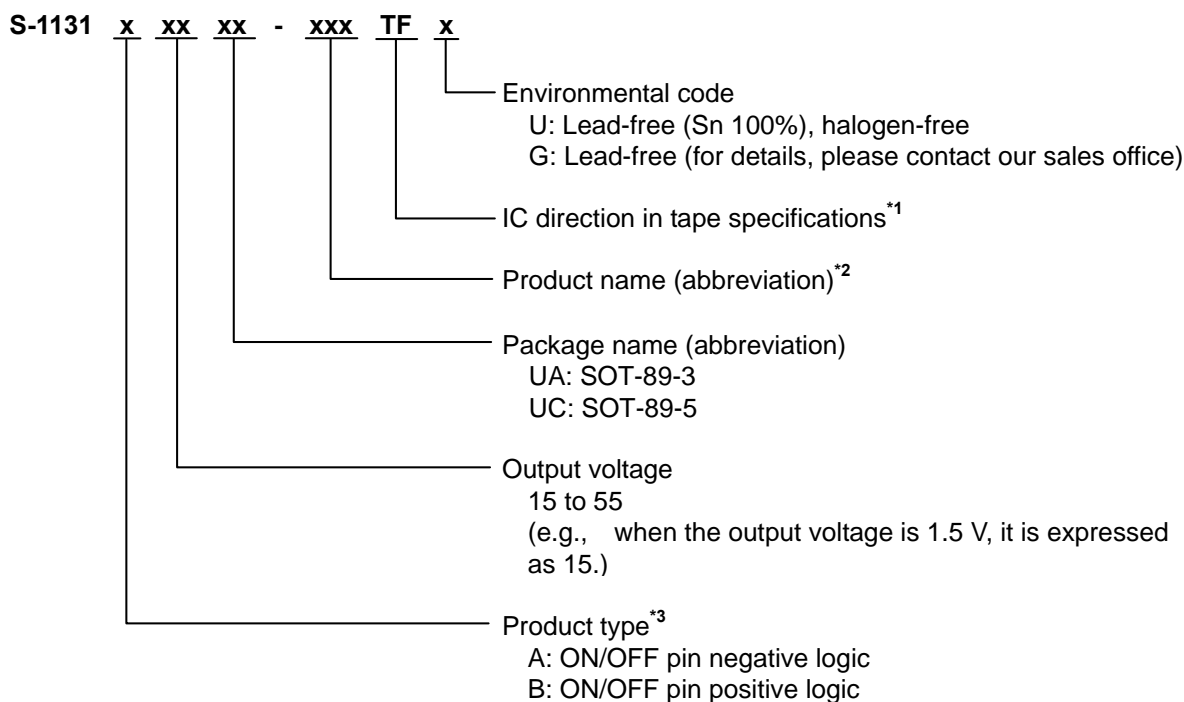 S-1131 x xx xx - xxx TF x
Environmental code
U: Lead-free (Sn 100%), halogen-free
G: Lead-free (for details, please contact our sales office)
IC direction in tape specifications*1
Product name (abbreviation)*2
Package name (abbreviation)
UA: SOT-89-3
UC: SOT-89-5
Output voltage
15 to 55
(e.g., when the output voltage is 1.5 V, it is expressed
as 15.)
Product type*3
A: ON/OFF pin negative logic
B: ON/OFF pin positive logic